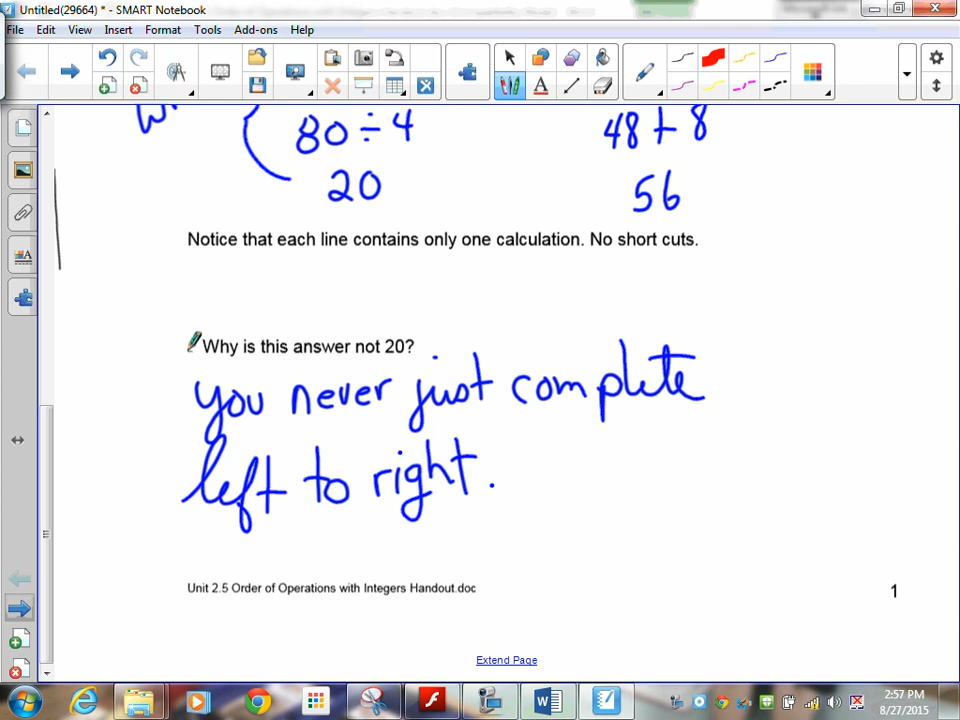 Untitled(29664) * - SMART Notebook
File Edit View Insert Format Tools Add-ons Help
80 ÷ 4
48 + 8
20
56
Notice that each line contains only one calculation. No short cuts.
Why is this answer not 20?
you never just complete
left to right.
Unit 2.5 Order of Operations with Integers Handout.doc
1
Extend Page
2:57 PM
8/27/2015